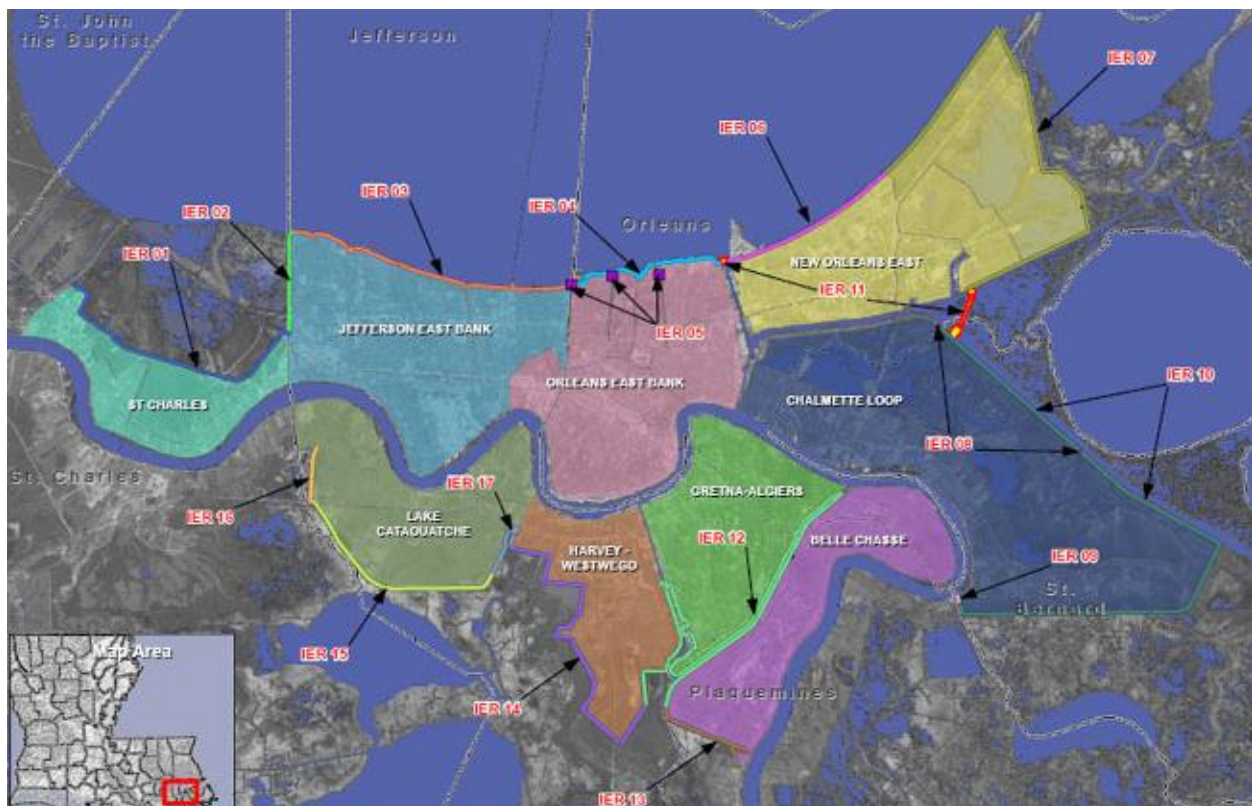 St. John
the Baptist
Jefferson
IER 07
IER 06
IER 03
IER 04
IER 02
Orleans
IER 01
NEW ORLEANS EAST
IER 11
JEFFERSON EAST BANK
IER 05
IER 10
ORLEANS EAST BANK
CHALMETTE LOOP
ST CHARLES
IER 08
St. Charles
IER 17
GRETNA-ALGIERS
IER 16
LAKE
CATAOUATCHE
IER 12
BELLE CHASSE
HARVEY -
WESTWEGO
IER 09
St.
Bernard
Map Area
IER 15
Plaquemines
IER 14
IER 13